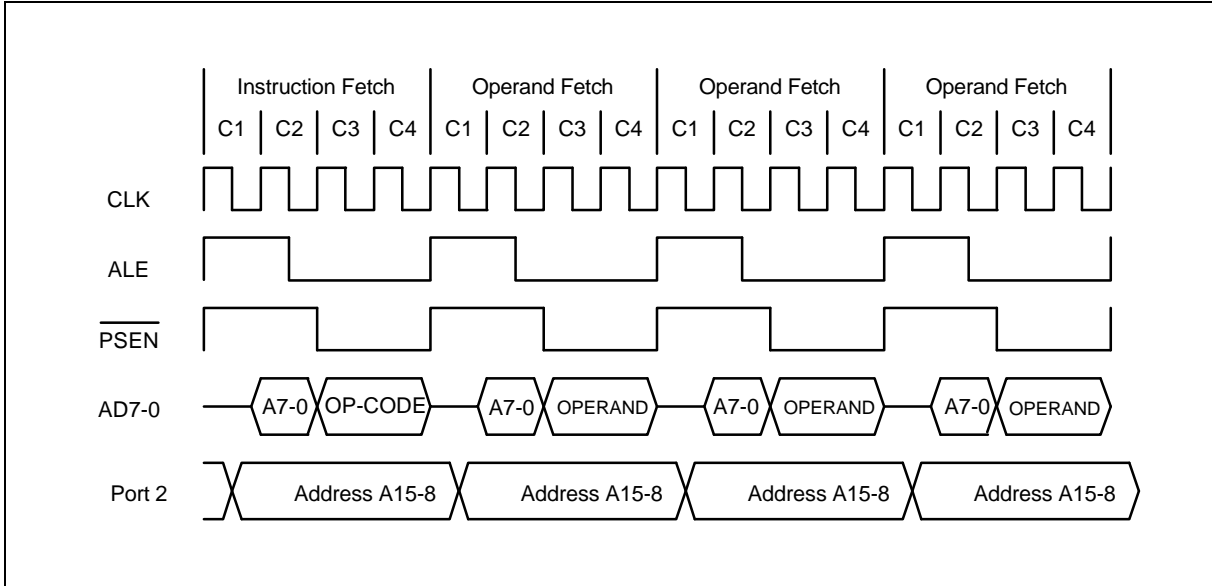 Instruction Fetch Operand Fetch Operand Fetch Operand Fetch
C1 C2 C3 C4 C1 C2 C3 C4 C1 C2 C3 C4 C1 C2 C3 C4
CLK
ALE
PSEN
AD7-0 A7-0 OP-CODE A7-0 OPERAND A7-0 OPERAND A7-0 OPERAND
Port 2 Address A15-8 Address A15-8 Address A15-8 Address A15-8